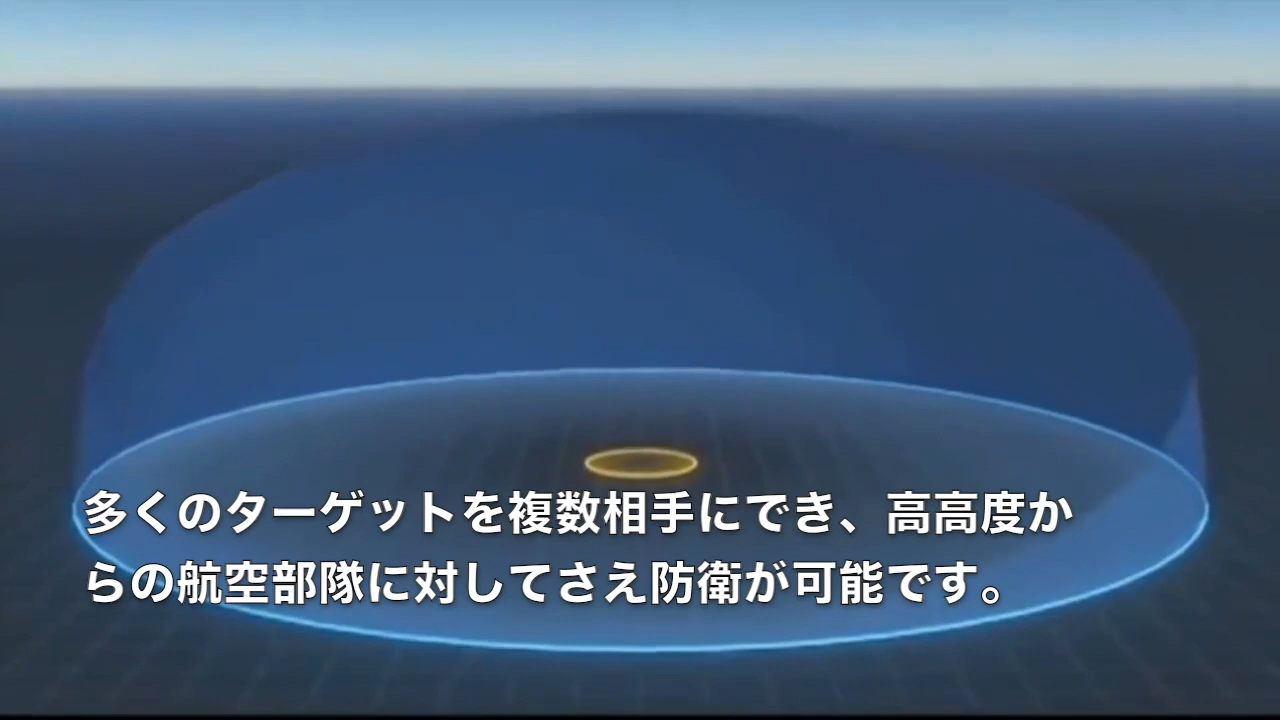 多くのターゲットを複数相手にでき、高高度か
らの航空部隊に対してさえ防衛が可能です。